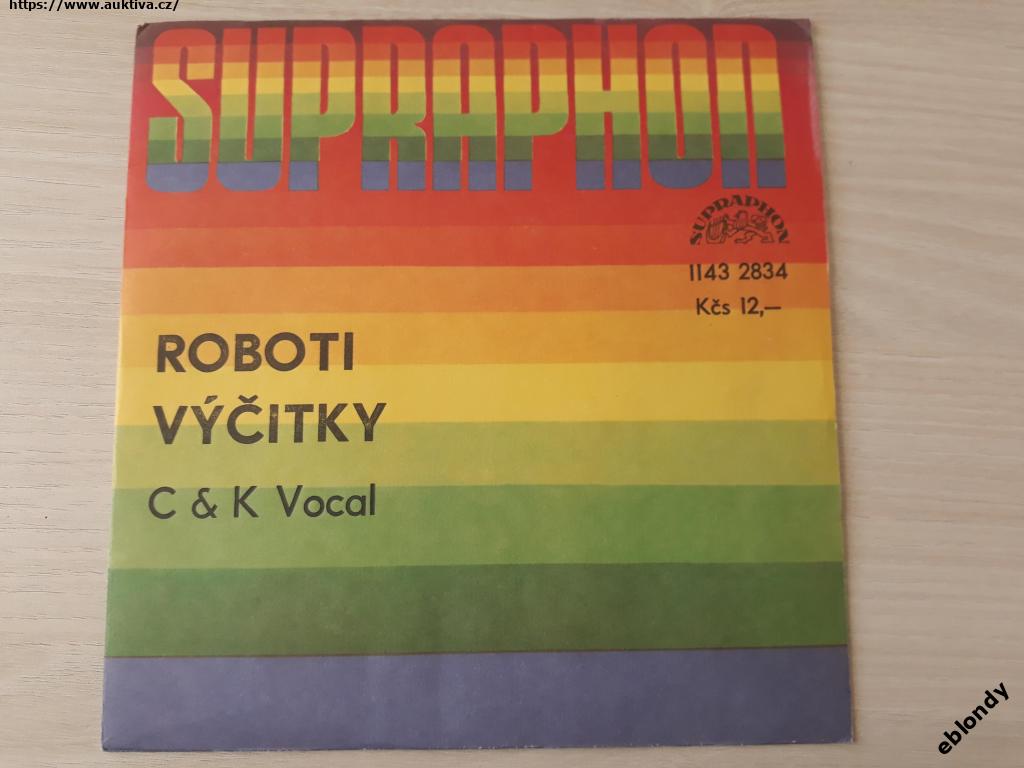 https://www.auktiva.cz/
SUPRAPHON
SUPRAPHON
1143 2834
Kčs 12,—
ROBOTI
VÝČITKY
C & K Vocal
eblondy